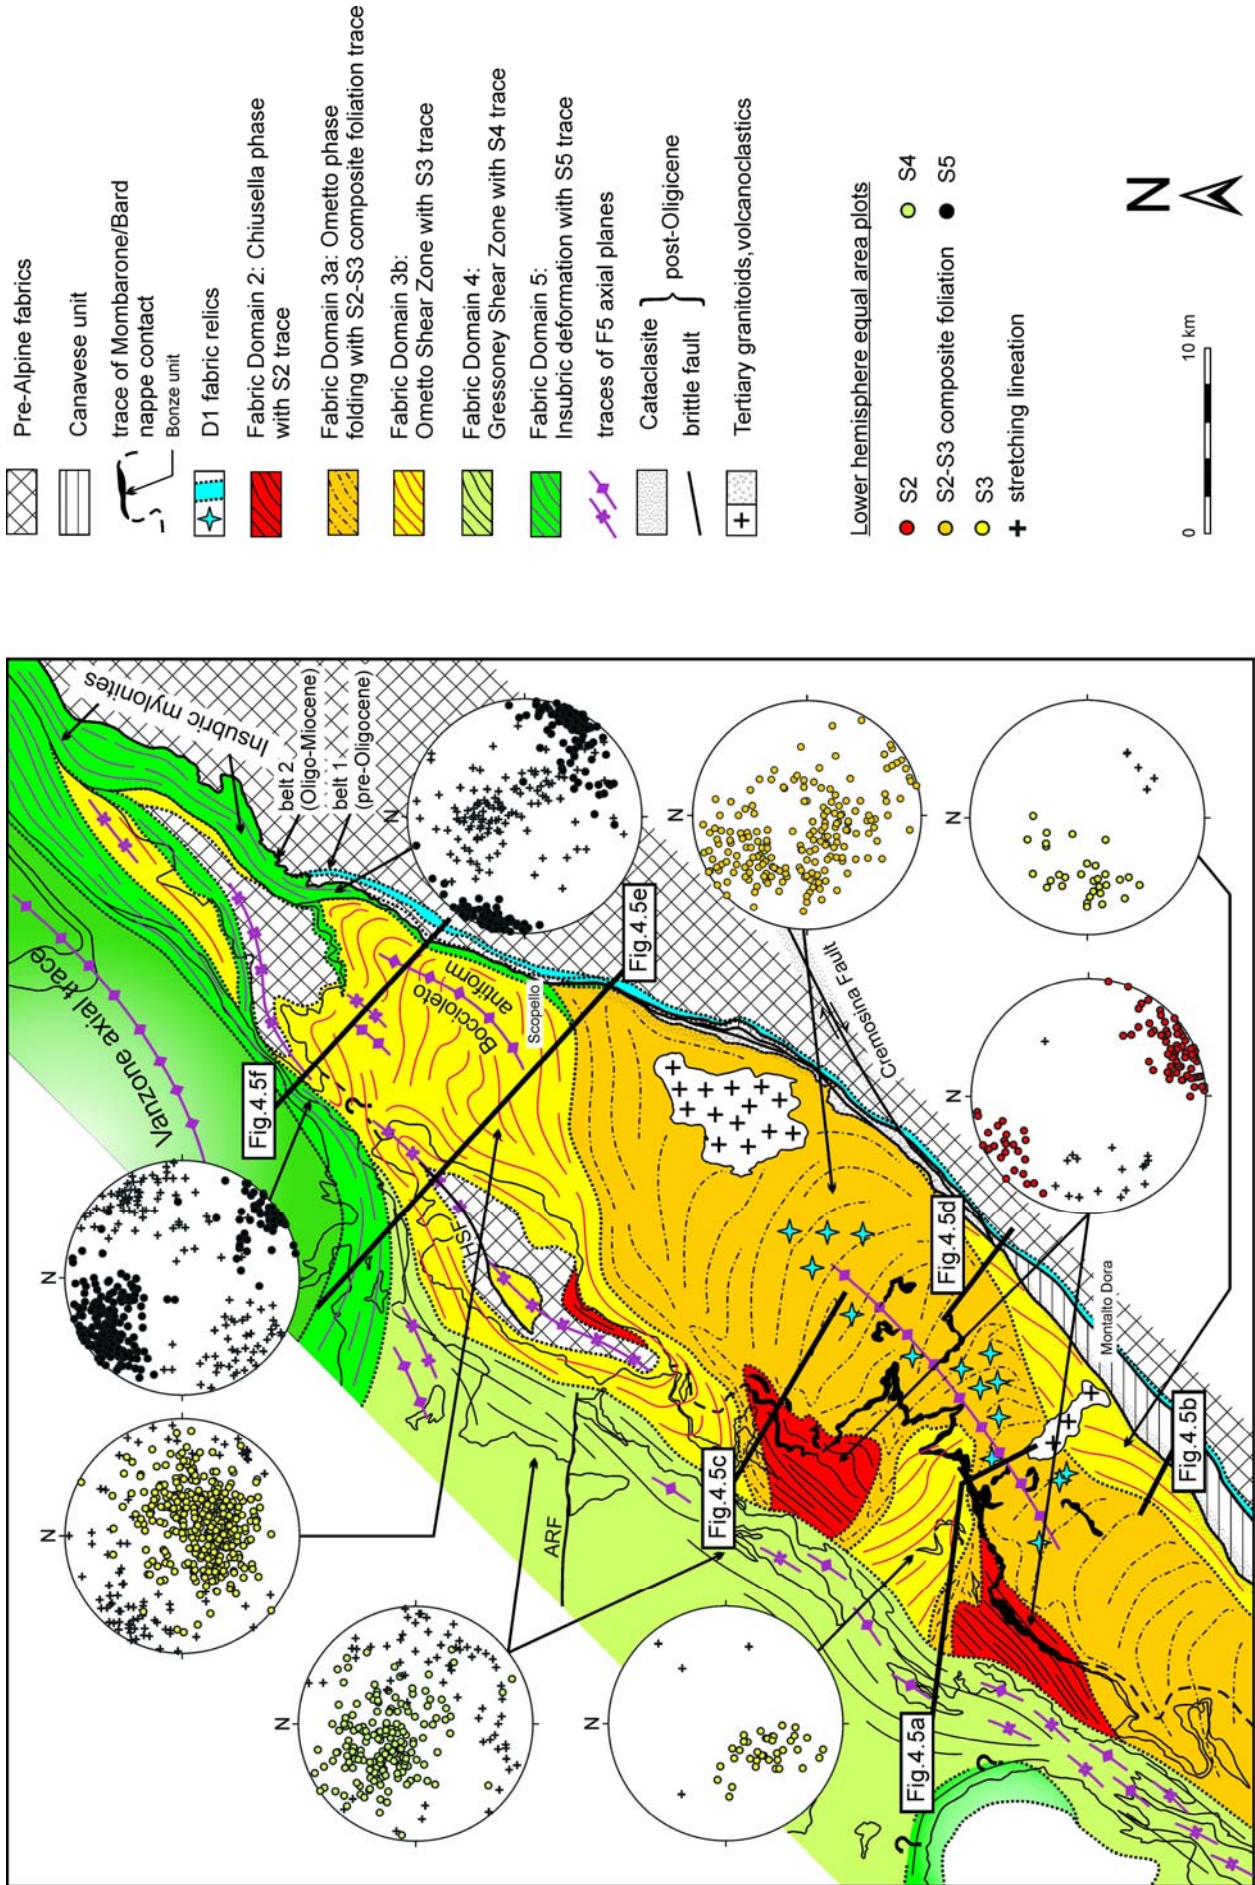 Pre-Alpine fabrics
Canavese unit
trace of Mombarone/Bard
nappe contact
Bonze unit
D1 fabric relics
Fabric Domain 2: Chiusella phase
with S2 trace
Fabric Domain 3a: Ometto phase
folding with S2-S3 composite foliation trace
Fabric Domain 3b:
Ometto Shear Zone with S3 trace
Fabric Domain 4:
Gressoney Shear Zone with S4 trace
Fabric Domain 5:
Insubric deformation with S5 trace
traces of F5 axial planes
Cataclasite
brittle fault
post-Oligicene
Tertiary granitoids,volcanoclastics
Lower hemisphere equal area plots
S2
S2-S3 composite foliation
S3
stretching lineation
S4
S5
0
10 km
N
Vanzone axial trace
Insubric mylonites
belt 2
(Oligo-Miocene)
belt 1
(pre-Oligocene)
N
Fig.4.5f
Boccioleto
antiform
Scopello
Fig.4.5e
N
?
HSF
N
N
N
ARF
Cremosina Fault
N
N
Fig.4.5c
Fig.4.5d
N
Montalto Dora
Fig.4.5b
Fig.4.5a
?
?